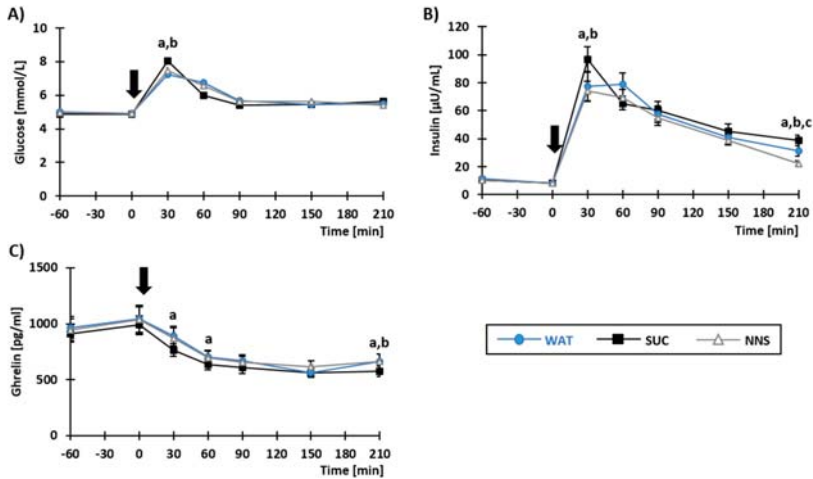 A)
Glucose [mmol/L]
10
8
6
4
2
0
a,b
-60 -30 0 30 60 90 120 150 180 210
Time [min]
B)
Insulin [µU/mL]
120
100
80
60
40
20
0
a,b
a,b,c
-60 -30 0 30 60 90 120 150 180 210
Time [min]
C)
Ghrelin [pg/ml]
1500
1000
500
0
a
a
a,b
-60 -30 0 30 60 90 120 150 180 210
Time [min]
WAT SUC NNS